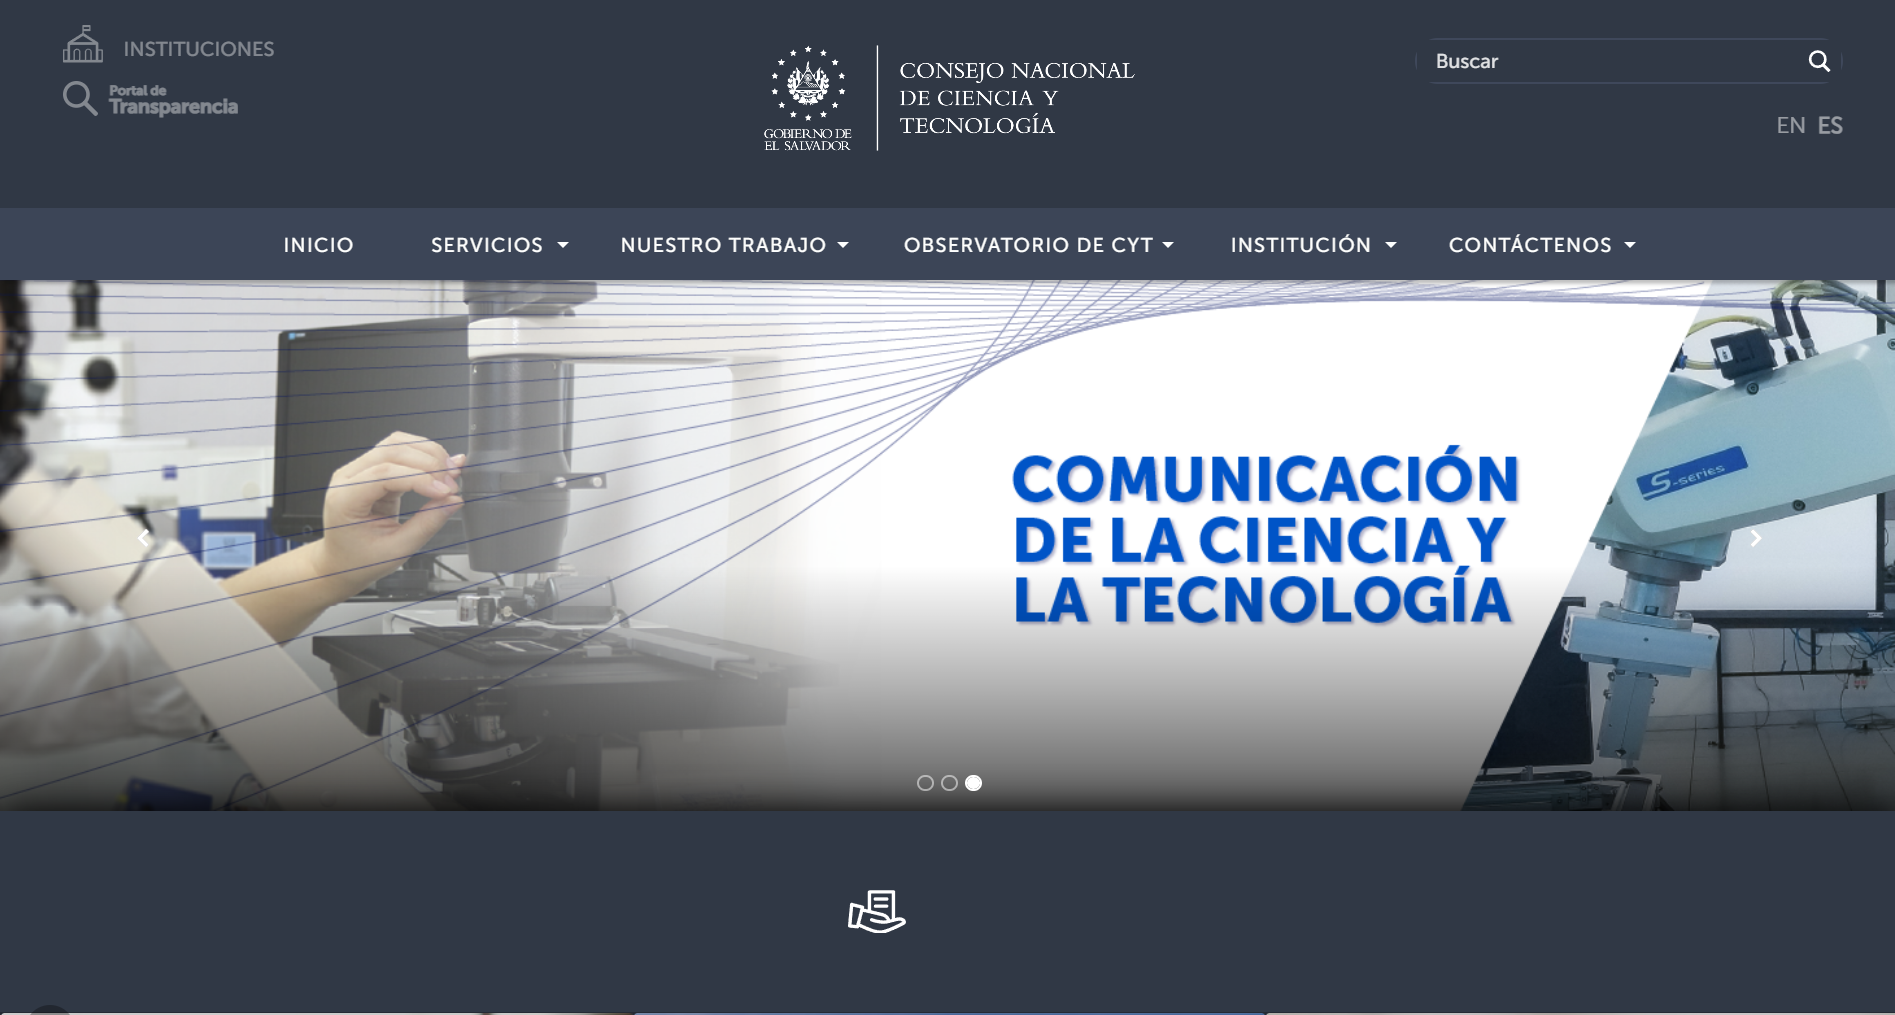 INSTITUCIONES
Portal de
Transparencia
GOBIERNO DE
EL SALVADOR
CONSEJO NACIONAL
DE CIENCIA Y
TECNOLOGÍA
Buscar
EN ES
INICIO SERVICIOS NUESTRO TRABAJO OBSERVATORIO DE CYT INSTITUCIÓN CONTÁCTENOS
COMUNICACIÓN
DE LA CIENCIA Y
LA TECNOLOGÍA
S-SERIES